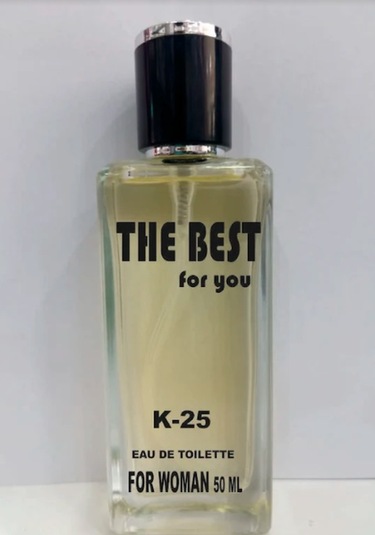 THE BEST
for you
K-25
EAU DE TOILETTE
FOR WOMAN 50 ML